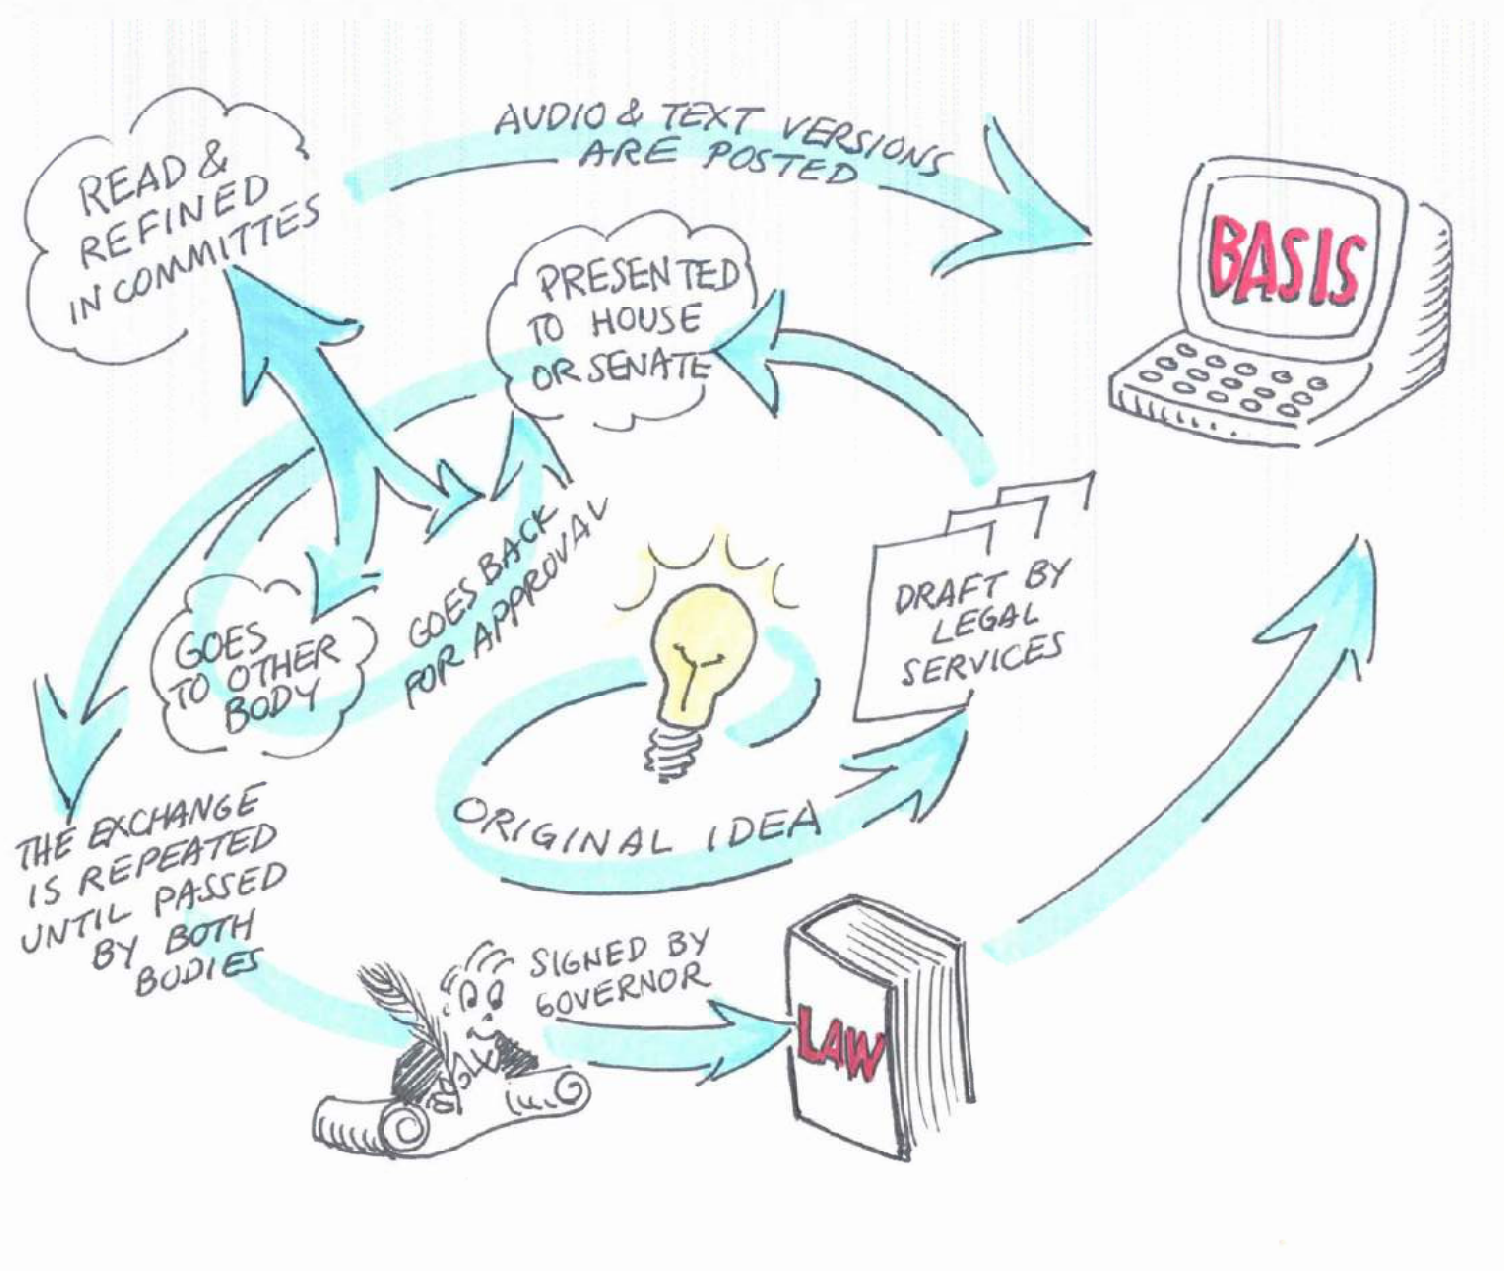 AUDIO & TEXT VERSIONS
ARE POSTED
READ &
REFINED
IN COMMITTES
BASIS
PRESENTED
TO HOUSE
OR SENATE
GOES BACK
FOR APPROVAL
DRAFT BY
LEGAL
SERVICES
GOES
TO OTHER
BODY
ORIGINAL IDEA
THE EXCHANGE
IS REPEATED
UNTIL PASSED
BY BOTH
BODIES
SIGNED BY
GOVERNOR
LAW